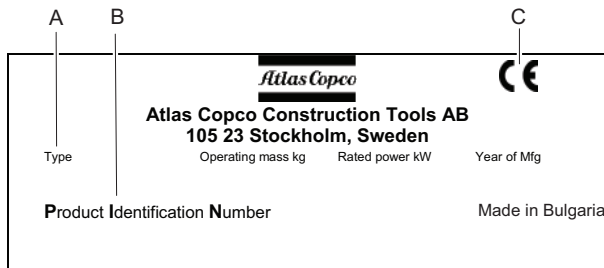 A B C
Atlas Copco
CE
Atlas Copco Construction Tools AB
105 23 Stockholm, Sweden
Type Operating mass kg Rated power kW Year of Mfg
Product Identification Number Made in Bulgaria